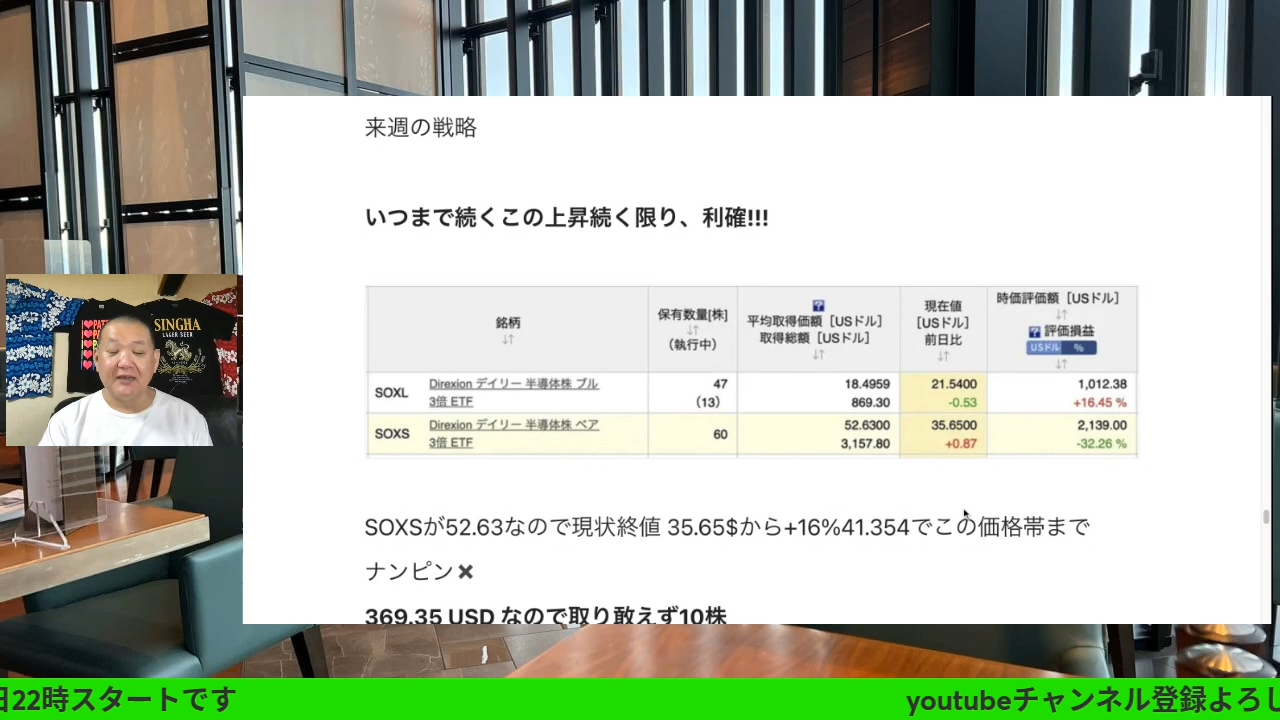 来週の戦略
いつまで続くこの上昇続く限り、利確!!!
銘柄
保有数量[株]
(執行中)
平均取得価額[USドル]
取得総額[USドル]
現在値
[USドル]
前日比
時価評価額[USドル]
評価損益
USドル %
SOXL Direxion デイリー 半導体株 ブル 3倍 ETF 47 (13) 18.4959 869.30 21.5400 -0.53 1,012.38 +16.45 %
SOXS Direxion デイリー 半導体株 ベア 3倍 ETF 60 52.6300 3,157.80 35.6500 +0.87 2,139.00 -32.26 %
SOXSが52.63なので現状終値 35.65$から+16%41.354でこの価格帯まで
ナンピン✖
369.35 USD なので取り敢えず10株
SINGHA
LAGER BEER
日22時スタートです
youtubeチャンネル登録よろし